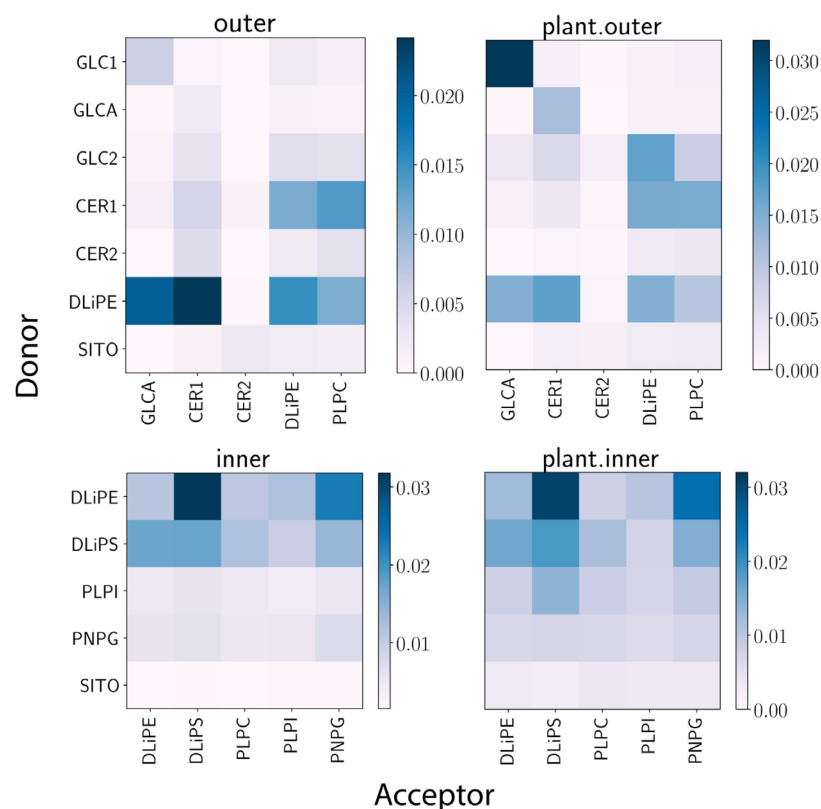 outer
plant.outer
GLC1
GLCA
GLC2
CER1
CER2
DLiPE
SITO
0.020
0.015
0.010
0.005
0.000
0.030
0.025
0.020
0.015
0.010
0.005
0.000
GLCA
CER1
CER2
DLiPE
PLPC
GLCA
CER1
CER2
DLiPE
PLPC
Donor
inner
plant.inner
DLiPE
DLiPS
PLPI
PNPG
SITO
0.03
0.02
0.01
0.03
0.02
0.01
0.00
DLiPE
DLiPS
PLPC
PLPI
PNPG
DLiPE
DLiPS
PLPC
PLPI
PNPG
Acceptor